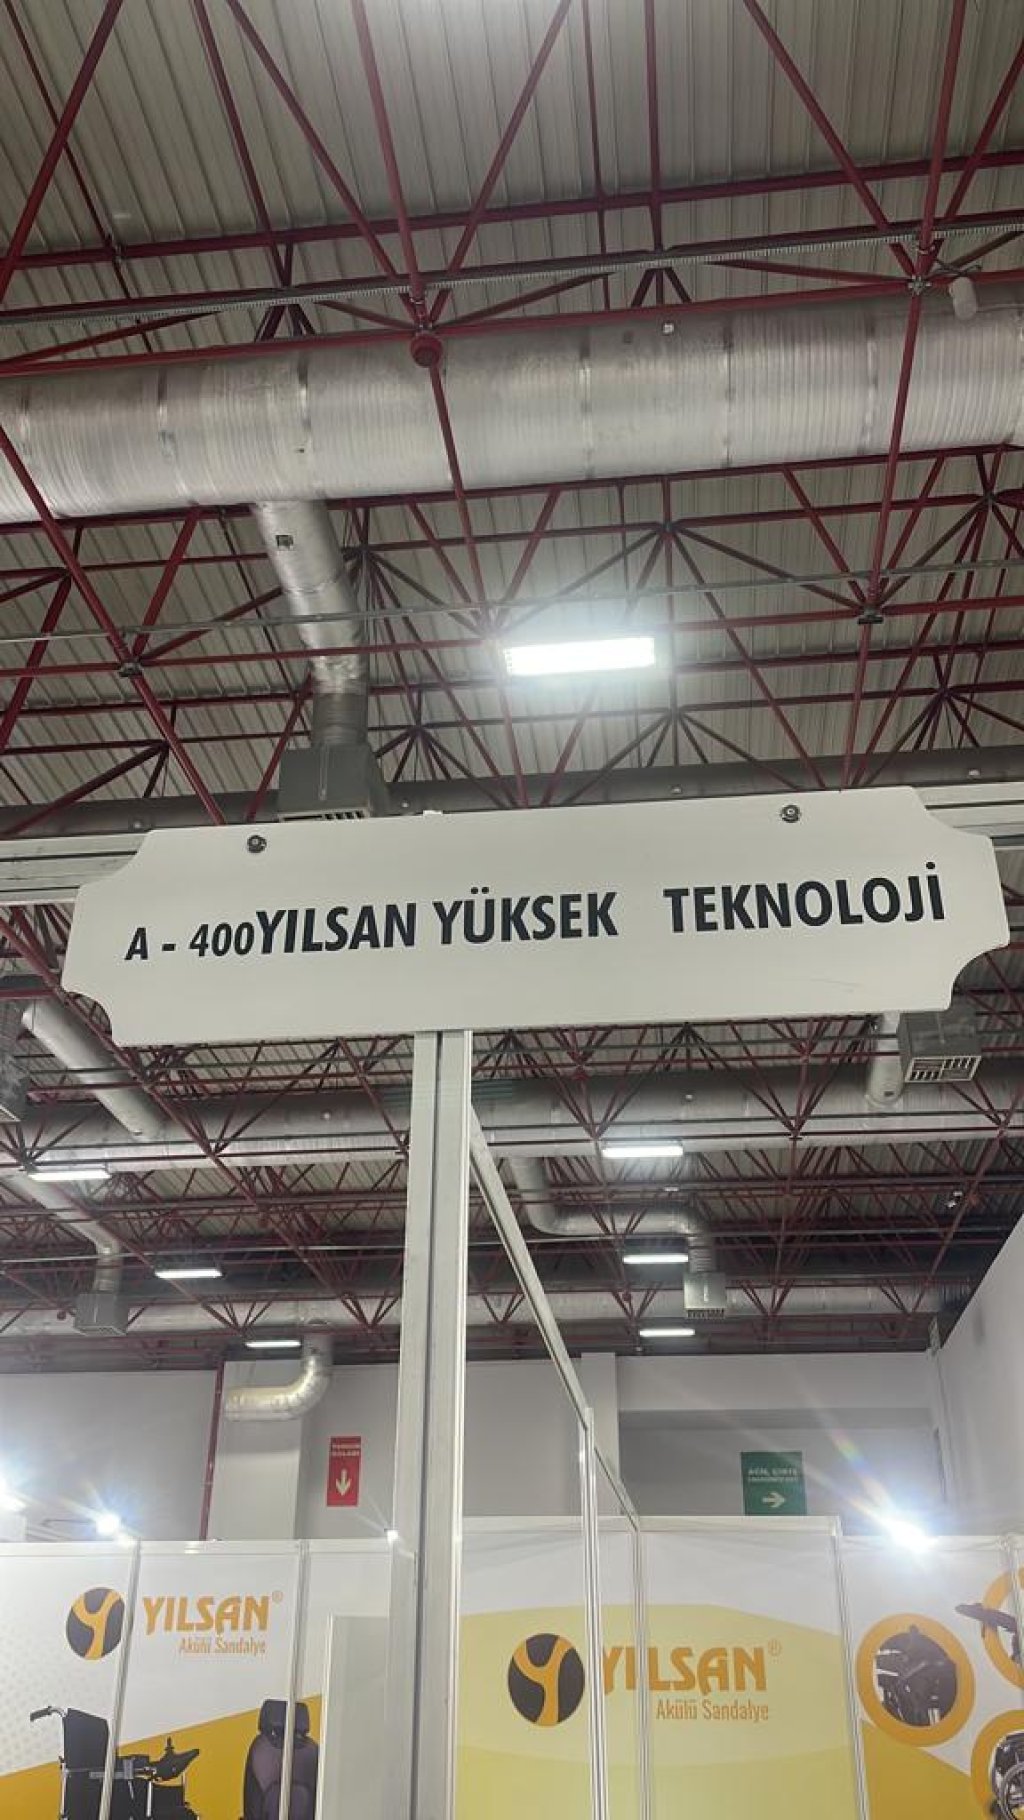 A - 400YILSAN YÜKSEK TEKNOLOJİ
YILSAN®
Akülü Sandalye
YILSAN®
Akülü Sandalye